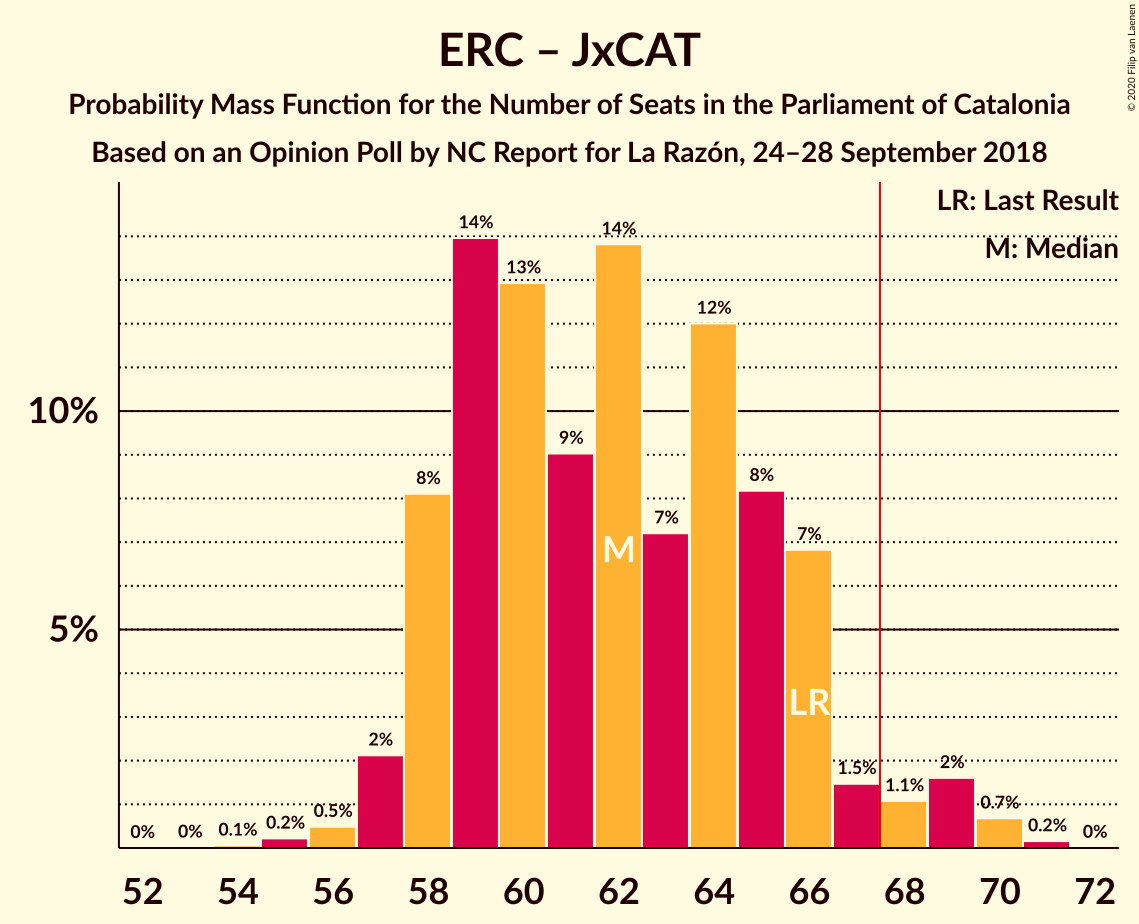 ERC – JxCAT
Probability Mass Function for the Number of Seats in the Parliament of Catalonia
Based on an Opinion Poll by NC Report for La Razón, 24–28 September 2018
© 2020 Filip van Laenen
LR: Last Result
M: Median
10%
5%
0%
0%
0.1%
0.2%
0.5%
2%
8%
14%
13%
9%
14%
7%
12%
8%
7%
1.5%
1.1%
2%
0.7%
0.2%
0%
M
LR
52 54 56 58 60 62 64 66 68 70 72